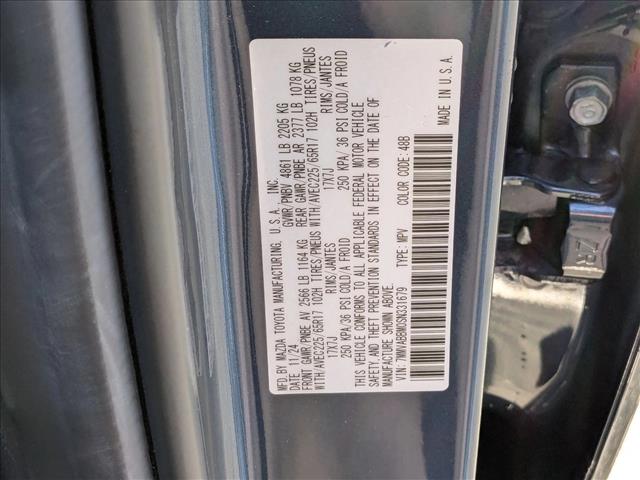 MFD.BY MAZDA TOYOTA MANUFACTURING, U.S.A., INC.
DATE 11/24 GVWR/PNBV 4861 LB 2205 KG
FRONT GAWR/PNBE AV 2566 LB 1164 KG REAR GAWR/PNBE AR 2377 LB 1078 KG
WITH/AVEC225/65R17 102H TIRES/PNEUS WITH/AVEC225/65R17 102H TIRES/PNEUS
17X7J RIMS/JANTES 17X7J RIMS/JANTES
250 KPA/ 36 PSI COLD/A FROID 250 KPA/ 36 PSI COLD/A FROID
THIS VEHICLE CONFORMS TO ALL APPLICABLE FEDERAL MOTOR VEHICLE
SAFETY, AND THEFT PREVENTION STANDARDS IN EFFECT ON THE DATE OF
MANUFACTURE SHOWN ABOVE.
VIN: TYPE: MPV COLOR CODE: 48B
MADE IN U.S.A.